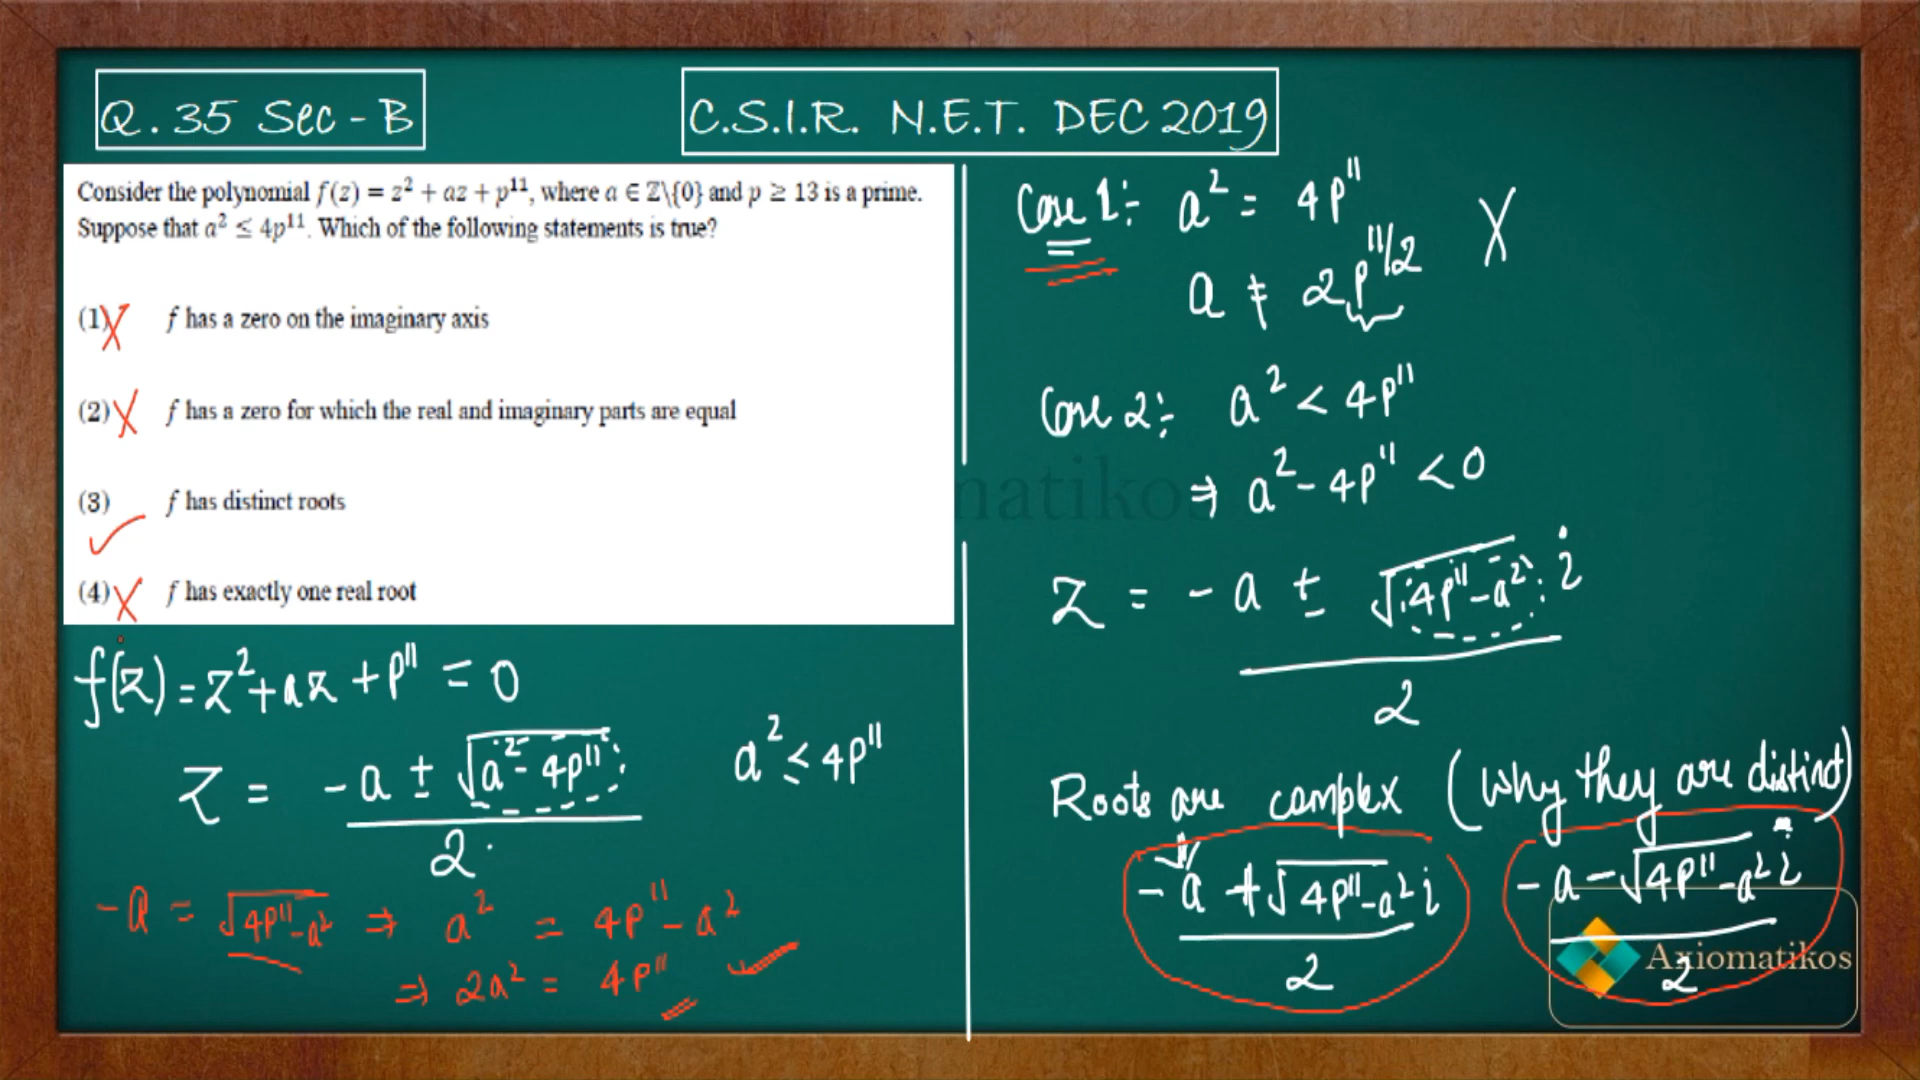 Q. 35 Sec - B
C.S.I.R. N.E.T. DEC 2019
Consider the polynomial f(z) = z² + az + p¹¹, where a ∈ Z\{0} and p ≥ 13 is a prime.
Suppose that a² ≤ 4p¹¹. Which of the following statements is true?
(1) X f has a zero on the imaginary axis
(2) X f has a zero for which the real and imaginary parts are equal
(3) ✓ f has distinct roots
(4) X f has exactly one real root
f(z) = z² + az + p¹¹ = 0
z = (-a ± √(a² - 4p¹¹)) / 2
a² ≤ 4p¹¹
-a = √(4p¹¹ - a²) ⇒ a² = 4p¹¹ - a²
⇒ 2a² = 4p¹¹
Case 1:- a² = 4p¹¹ X
a ≠ 2p^(11/2)
Case 2:- a² < 4p¹¹
⇒ a² - 4p¹¹ < 0
z = (-a ± √(4p¹¹ - a²) i) / 2
Roots are complex (Why they are distinct)
(-a + √(4p¹¹ - a²) i) / 2
(-a - √(4p¹¹ - a²) i) / 2
Axiomatikos